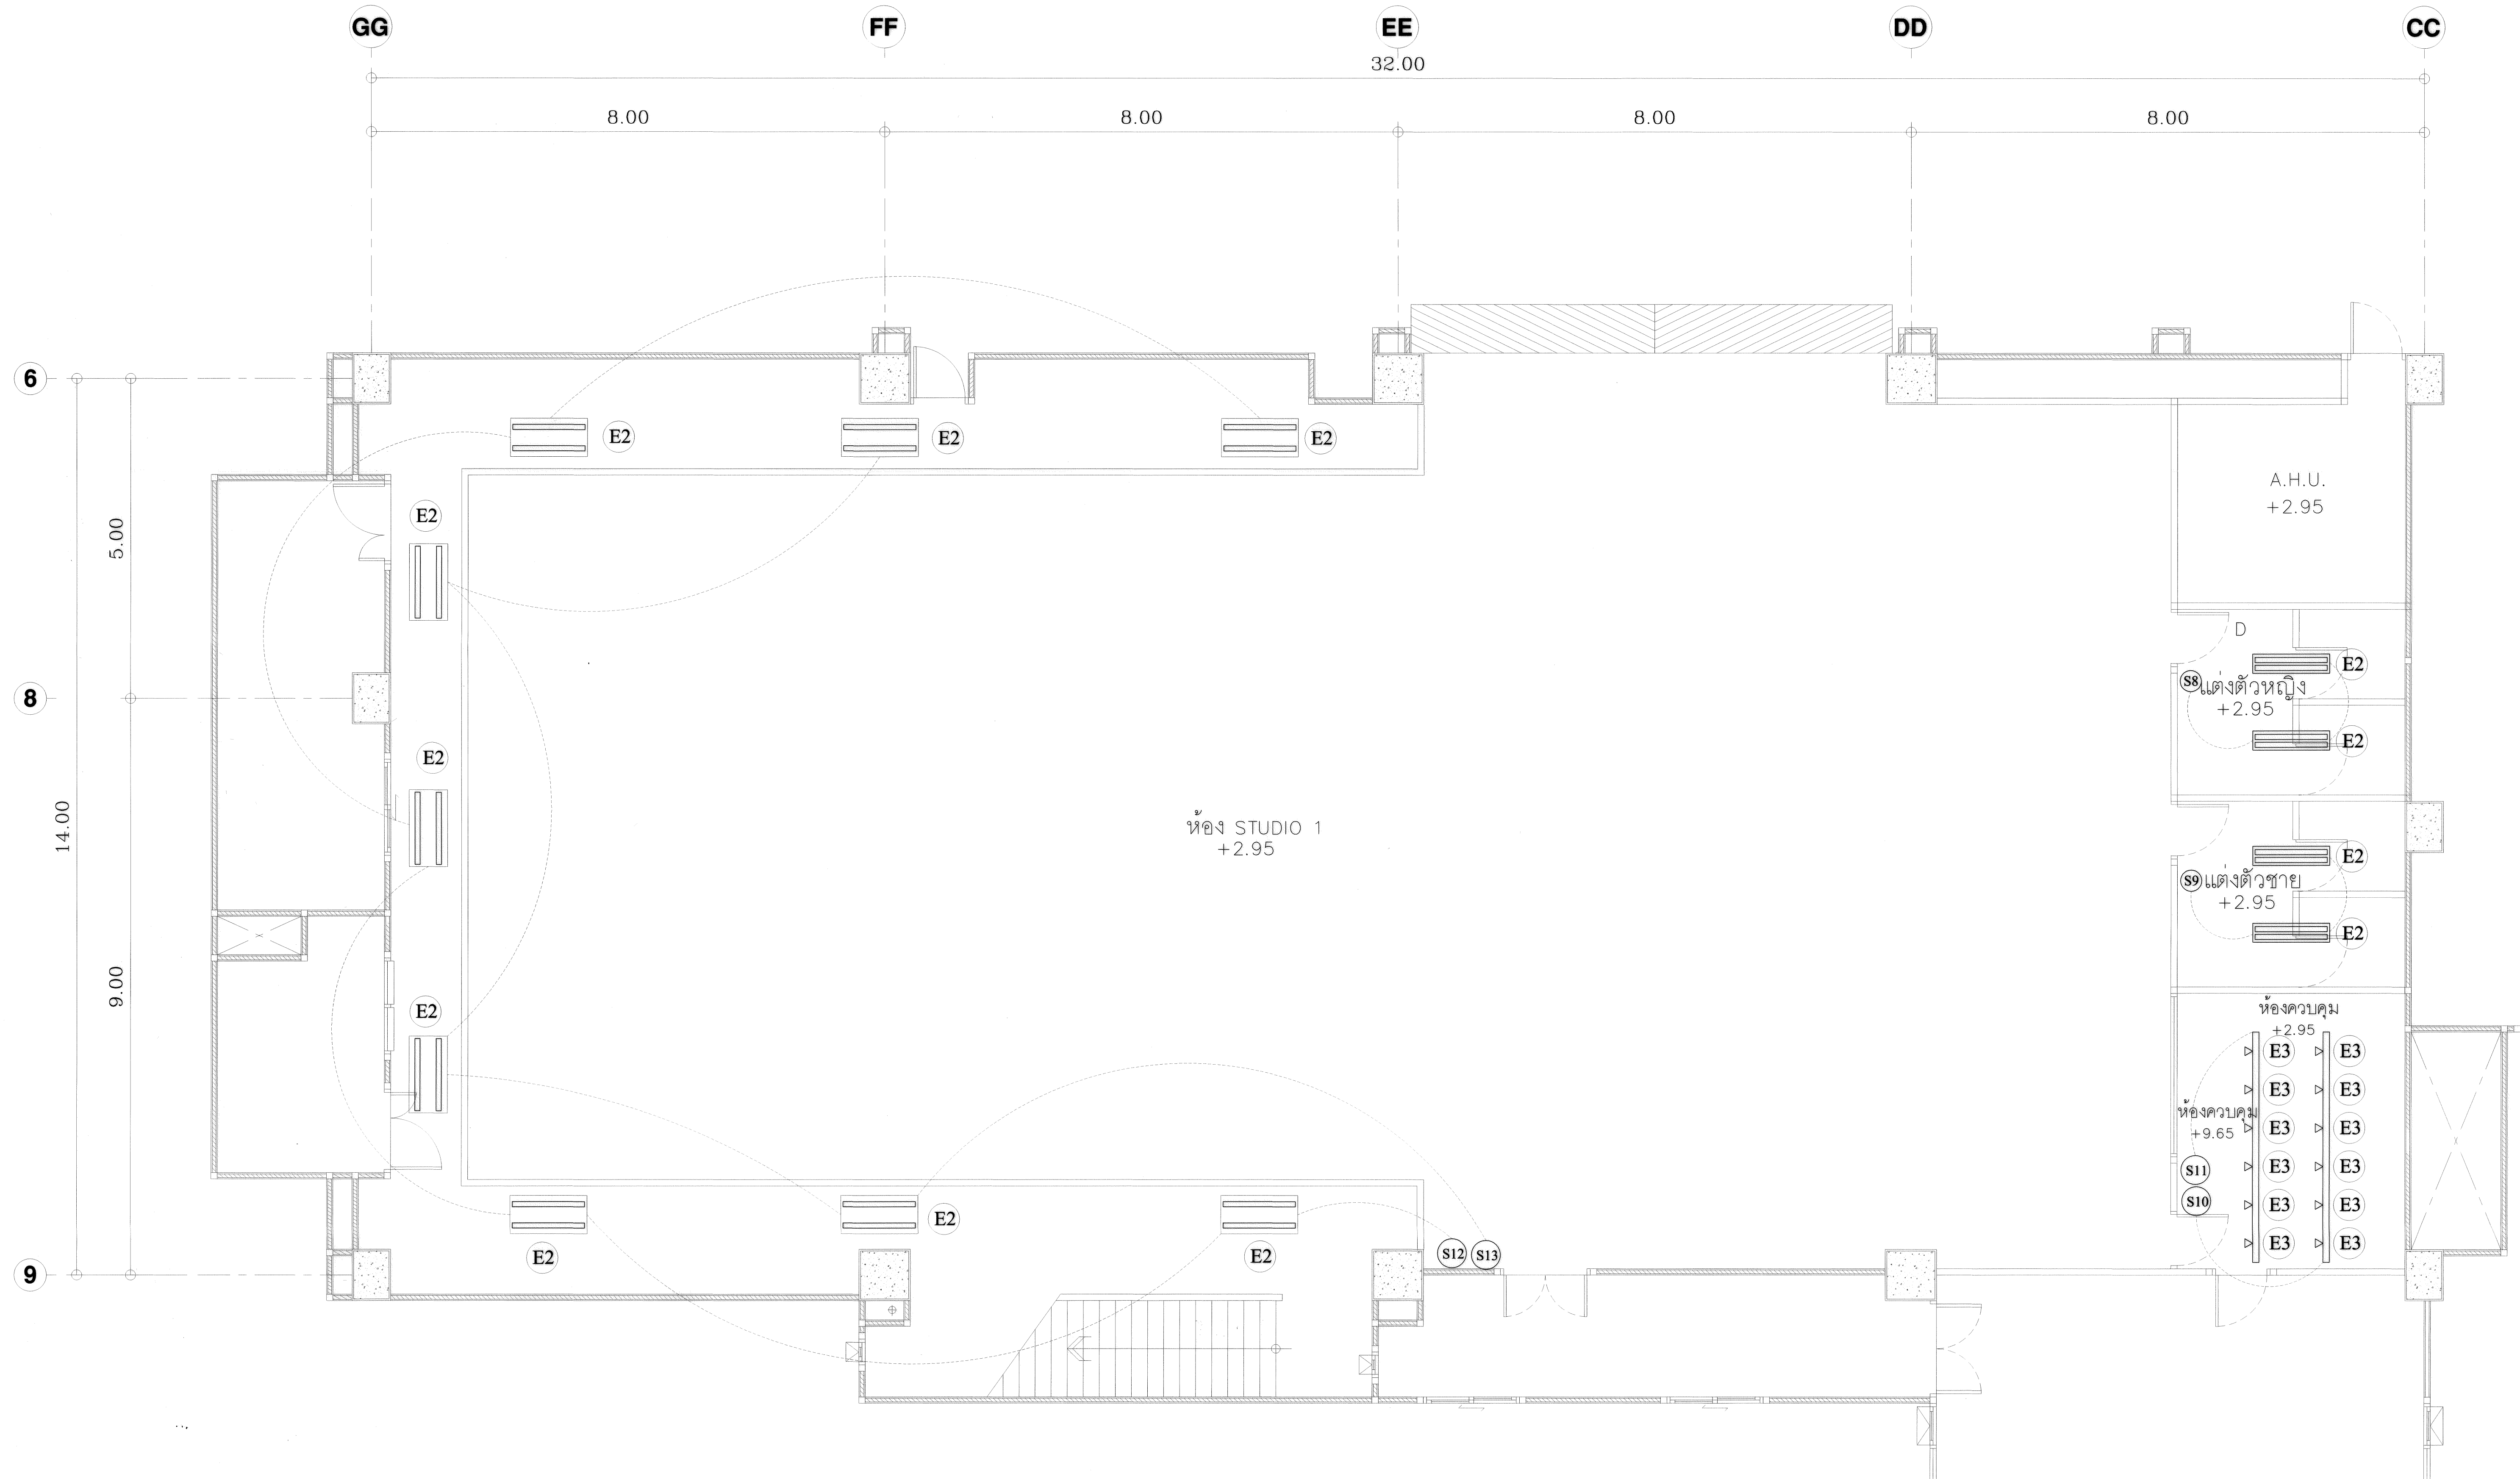 GG FF EE DD CC
32.00
8.00 8.00 8.00 8.00
6
E2 E2 E2
A.H.U.
+2.95
E2
5.00
D
E2
8
S8 แต่งตัวหญิง
+2.95
E2
E2
14.00
ห้อง STUDIO 1
+2.95
E2
S9 แต่งตัวชาย
+2.95
E2
9.00
E2
ห้องควบคุม
+2.95
E3 E3
E3 E3
ห้องควบคุม
+9.65
E3 E3
S11
E3 E3
S10
E3 E3
E2
E2 E2
S12 S13
E3 E3
9